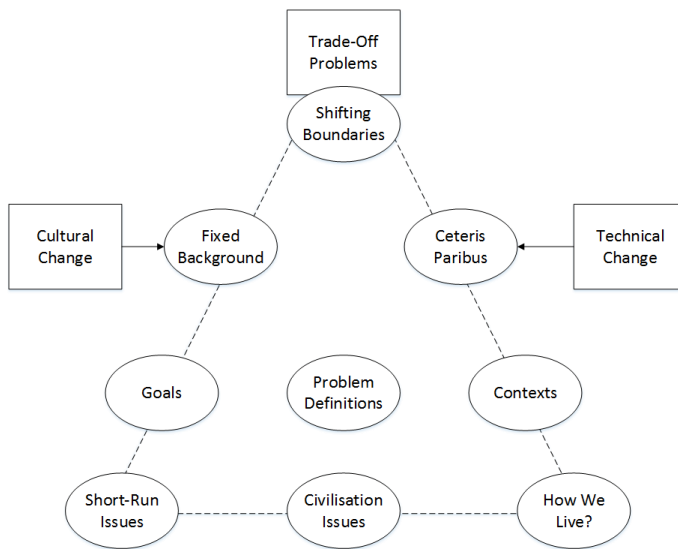 Trade-Off
Problems
Shifting
Boundaries
Cultural
Change
Fixed
Background
Ceteris
Paribus
Technical
Change
Goals
Problem
Definitions
Contexts
Short-Run
Issues
Civilisation
Issues
How We
Live?